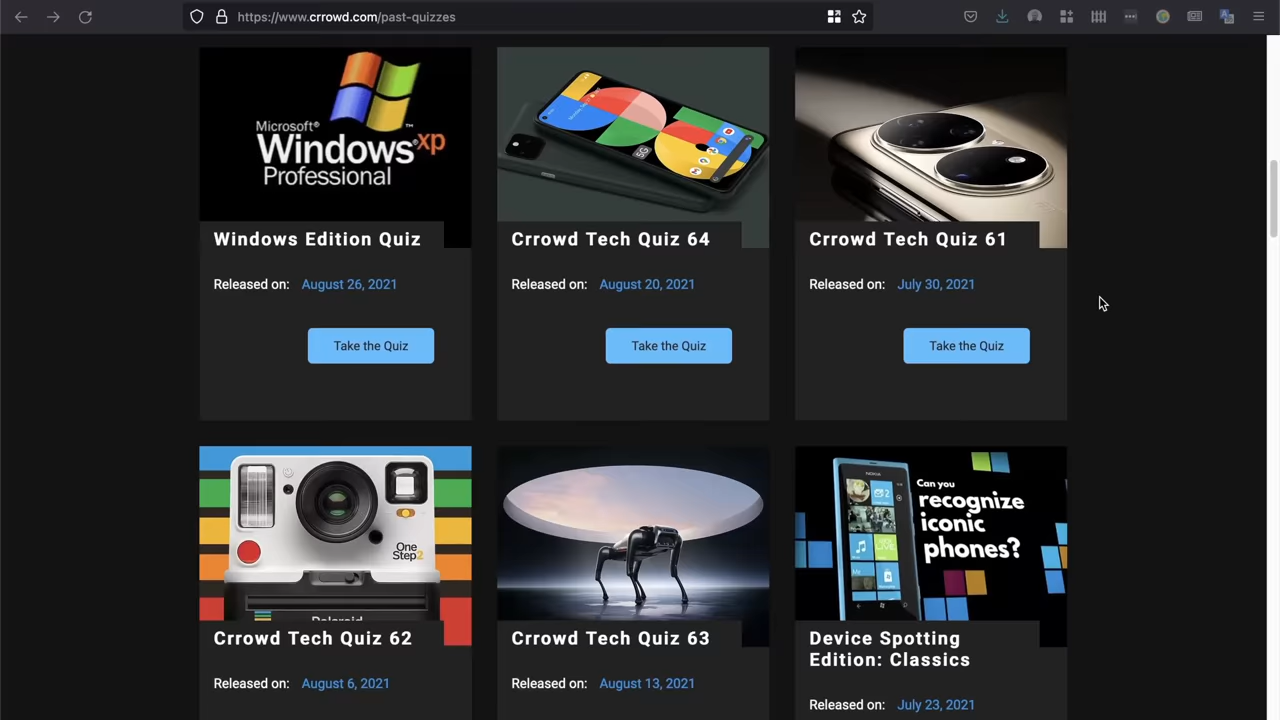 https://www.crrowd.com/past-quizzes
Microsoft®
Windows®xp
Professional
Windows Edition Quiz
Released on: August 26, 2021
Take the Quiz
5G
Crrowd Tech Quiz 64
Released on: August 20, 2021
Take the Quiz
Crrowd Tech Quiz 61
Released on: July 30, 2021
Take the Quiz
One
Step2
Polaroid
Crrowd Tech Quiz 62
Released on: August 6, 2021
Crrowd Tech Quiz 63
Released on: August 13, 2021
NOKIA
Can you
recognize
iconic
phones?
Device Spotting
Edition: Classics
Released on: July 23, 2021